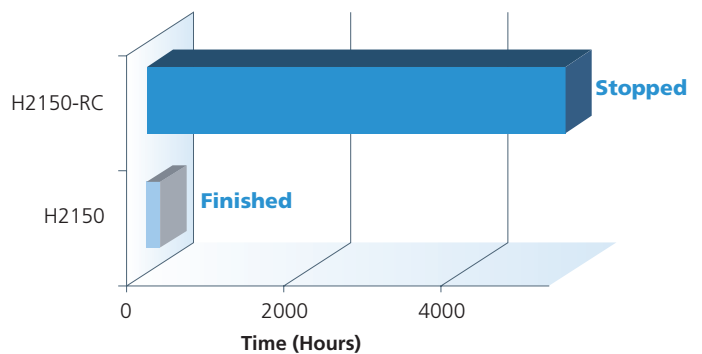 H2150-RC
Stopped
H2150
Finished
0 2000 4000
Time (Hours)